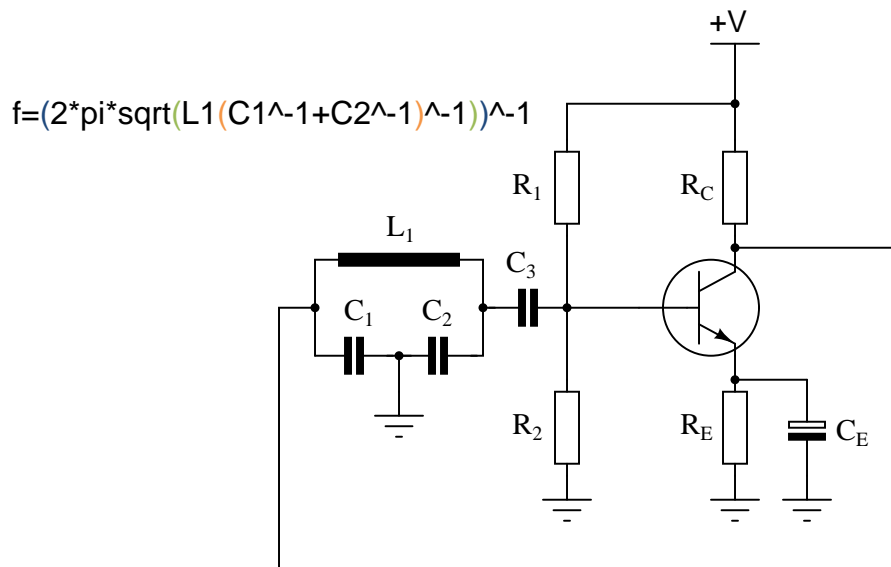 +V
f=(2*pi*sqrt(L1(C1^-1+C2^-1)^-1))^-1
R1
RC
L1
C3
C1
C2
R2
RE
CE